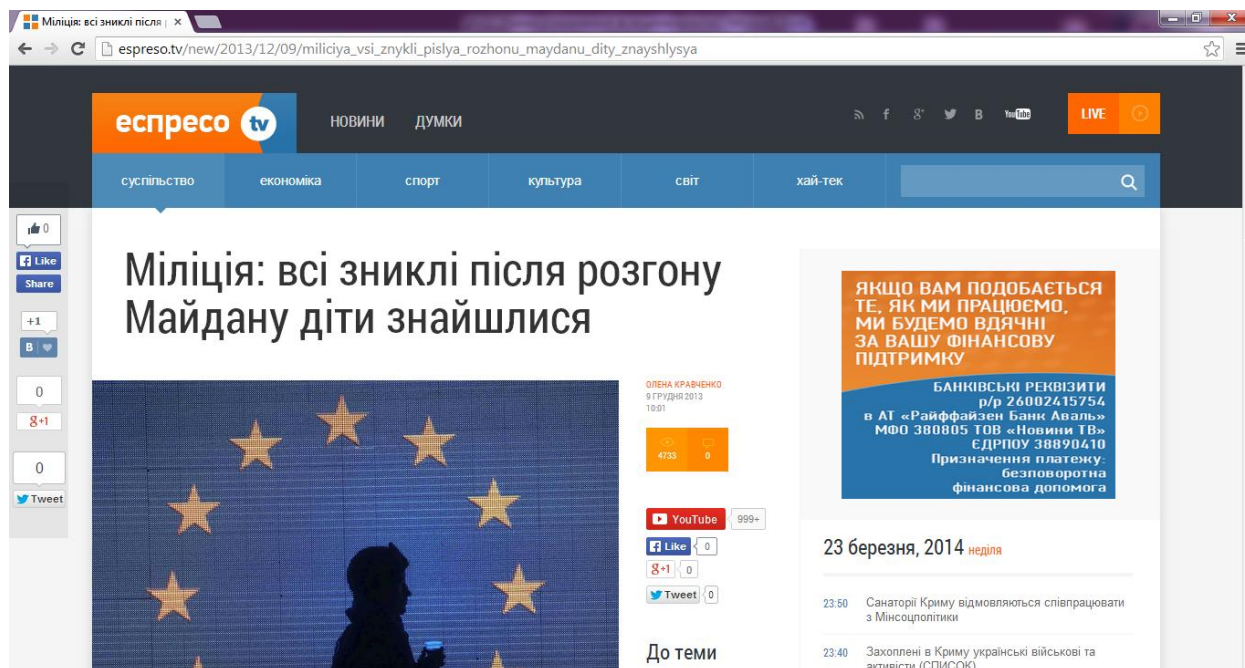 Міліція: всі зниклі після
espreso.tv/new/2013/12/09/miliciya_vsi_znykli_pislya_rozhonu_maydanu_dity_znayshlysya
еспресо tv
НОВИНИ ДУМКИ
YouTube
LIVE
суспільство економіка спорт культура світ хай-тек
0
Like
Share
+1
B
0
g+1
0
Tweet
Міліція: всі зниклі після розгону
Майдану діти знайшлися
ОЛЕНА КРАВЧЕНКО
9 ГРУДНЯ 2013
10:01
4733 0
YouTube 999+
Like 0
g+1 0
Tweet 0
До теми
ЯКЩО ВАМ ПОДОБАЄТЬСЯ
ТЕ, ЯК МИ ПРАЦЮЄМО,
МИ БУДЕМО ВДЯЧНІ
ЗА ВАШУ ФІНАНСОВУ
ПІДТРИМКУ
БАНКІВСЬКІ РЕКВІЗИТИ
р/р 26002415754
в АТ «Райффайзен Банк Аваль»
МФО 380805 ТОВ «Новини ТВ»
ЄДРПОУ 38890410
Призначення платежу:
безповоротна
фінансова допомога
23 березня, 2014 неділя
23:50 Санаторії Криму відмовляються співпрацювати
з Мінсоцполітики
23:40 Захоплені в Криму українські військові та
активісти (СПИСОК)